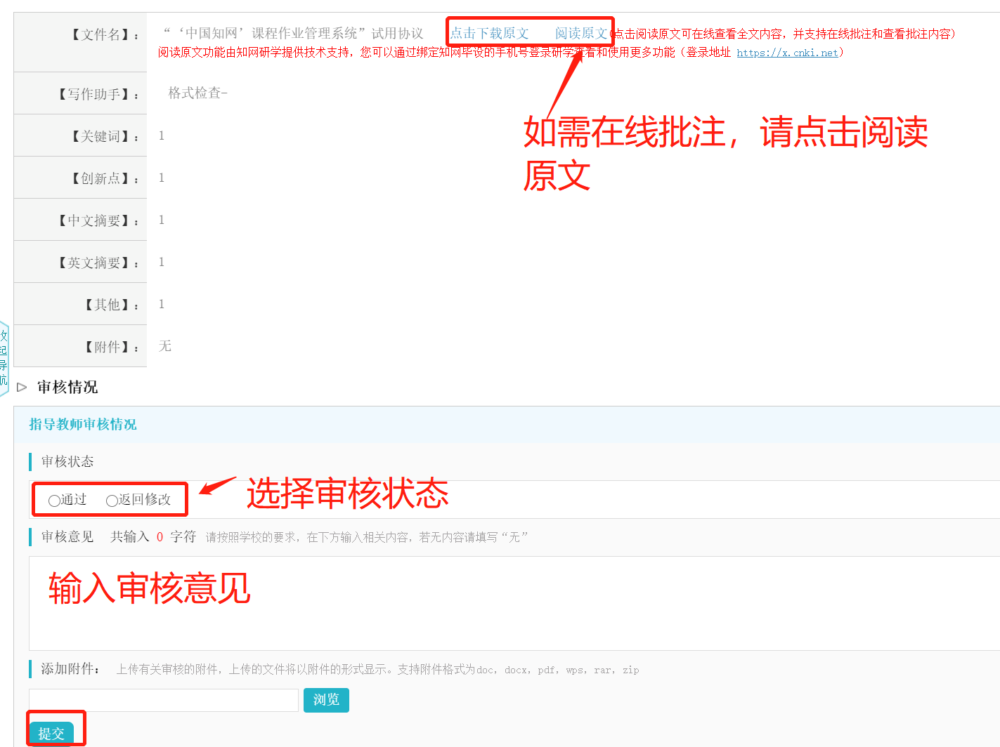 【文件名】： “‘中国知网’课程作业管理系统”试用协议 点击下载原文 阅读原文(点击阅读原文可在线查看全文内容，并支持在线批注和查看批注内容)
阅读原文功能由知网研学提供技术支持，您可以通过绑定知网毕设的手机号登录研学查看和使用更多功能（登录地址 https://x.cnki.net）
【写作助手】： 格式检查-
如需在线批注，请点击阅读
原文
【关键词】： 1
【创新点】： 1
【中文摘要】： 1
【英文摘要】： 1
【其他】： 1
【附件】： 无
收起导航
审核情况
指导教师审核情况
审核状态
通过 返回修改
选择审核状态
审核意见 共输入 0 字符 请按照学校的要求，在下方输入相关内容，若无内容请填写“无”
输入审核意见
添加附件： 上传有关审核的附件，上传的文件将以附件的形式显示。支持附件格式为doc，docx，pdf，wps，rar，zip
浏览
提交